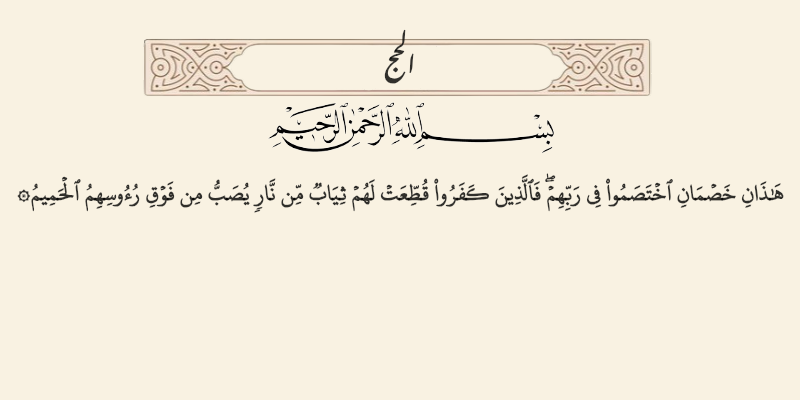 الحج
بِسْمِ ٱللَّهِ ٱلرَّحْمَٰنِ ٱلرَّحِيمِ
هَٰذَانِ خَصْمَانِ ٱخْتَصَمُوا۟ فِى رَبِّهِمْ ۖ فَٱلَّذِينَ كَفَرُوا۟ قُطِّعَتْ لَهُمْ ثِيَابٌ مِّن نَّارٍ يُصَبُّ مِن فَوْقِ رُءُوسِهِمُ ٱلْحَمِيمُ ۞